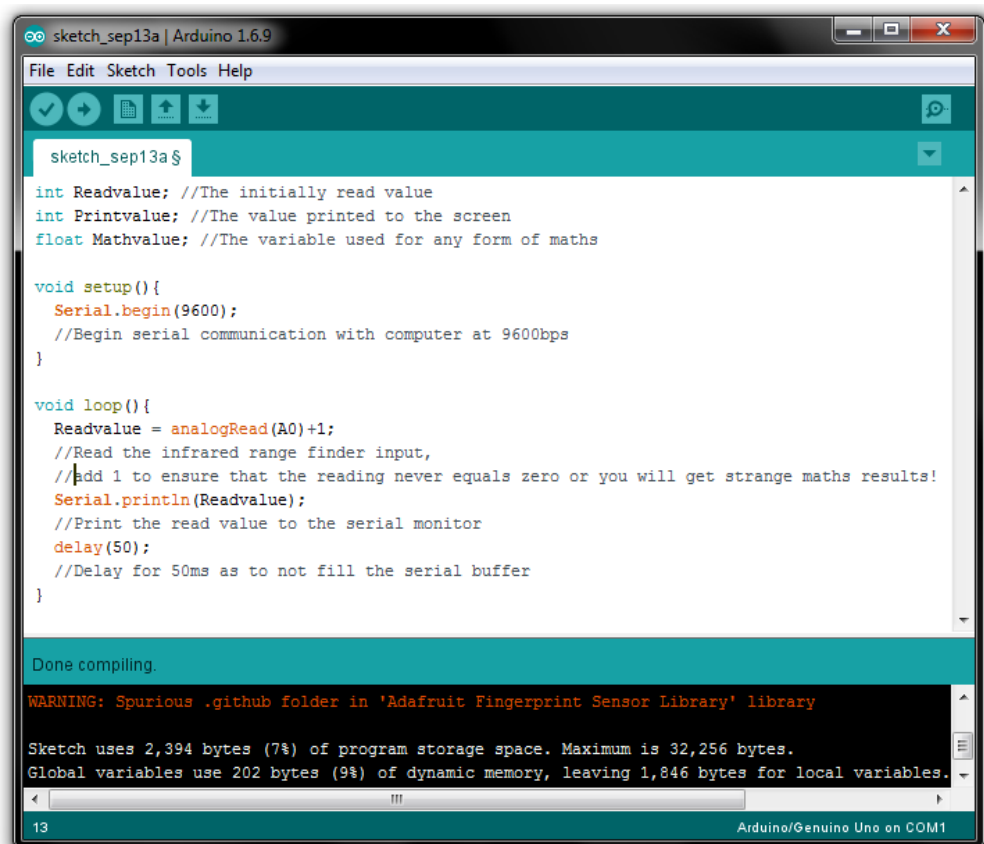 sketch_sep13a | Arduino 1.6.9
File Edit Sketch Tools Help
sketch_sep13a §
int Readvalue; //The initially read value
int Printvalue; //The value printed to the screen
float Mathvalue; //The variable used for any form of maths
void setup(){
Serial.begin(9600);
//Begin serial communication with computer at 9600bps
}
void loop(){
Readvalue = analogRead(A0)+1;
//Read the infrared range finder input,
//add 1 to ensure that the reading never equals zero or you will get strange maths results!
Serial.println(Readvalue);
//Print the read value to the serial monitor
delay(50);
//Delay for 50ms as to not fill the serial buffer
}
Done compiling.
WARNING: Spurious .github folder in 'Adafruit Fingerprint Sensor Library' library
Sketch uses 2,394 bytes (7%) of program storage space. Maximum is 32,256 bytes.
Global variables use 202 bytes (9%) of dynamic memory, leaving 1,846 bytes for local variables.
13 Arduino/Genuino Uno on COM1